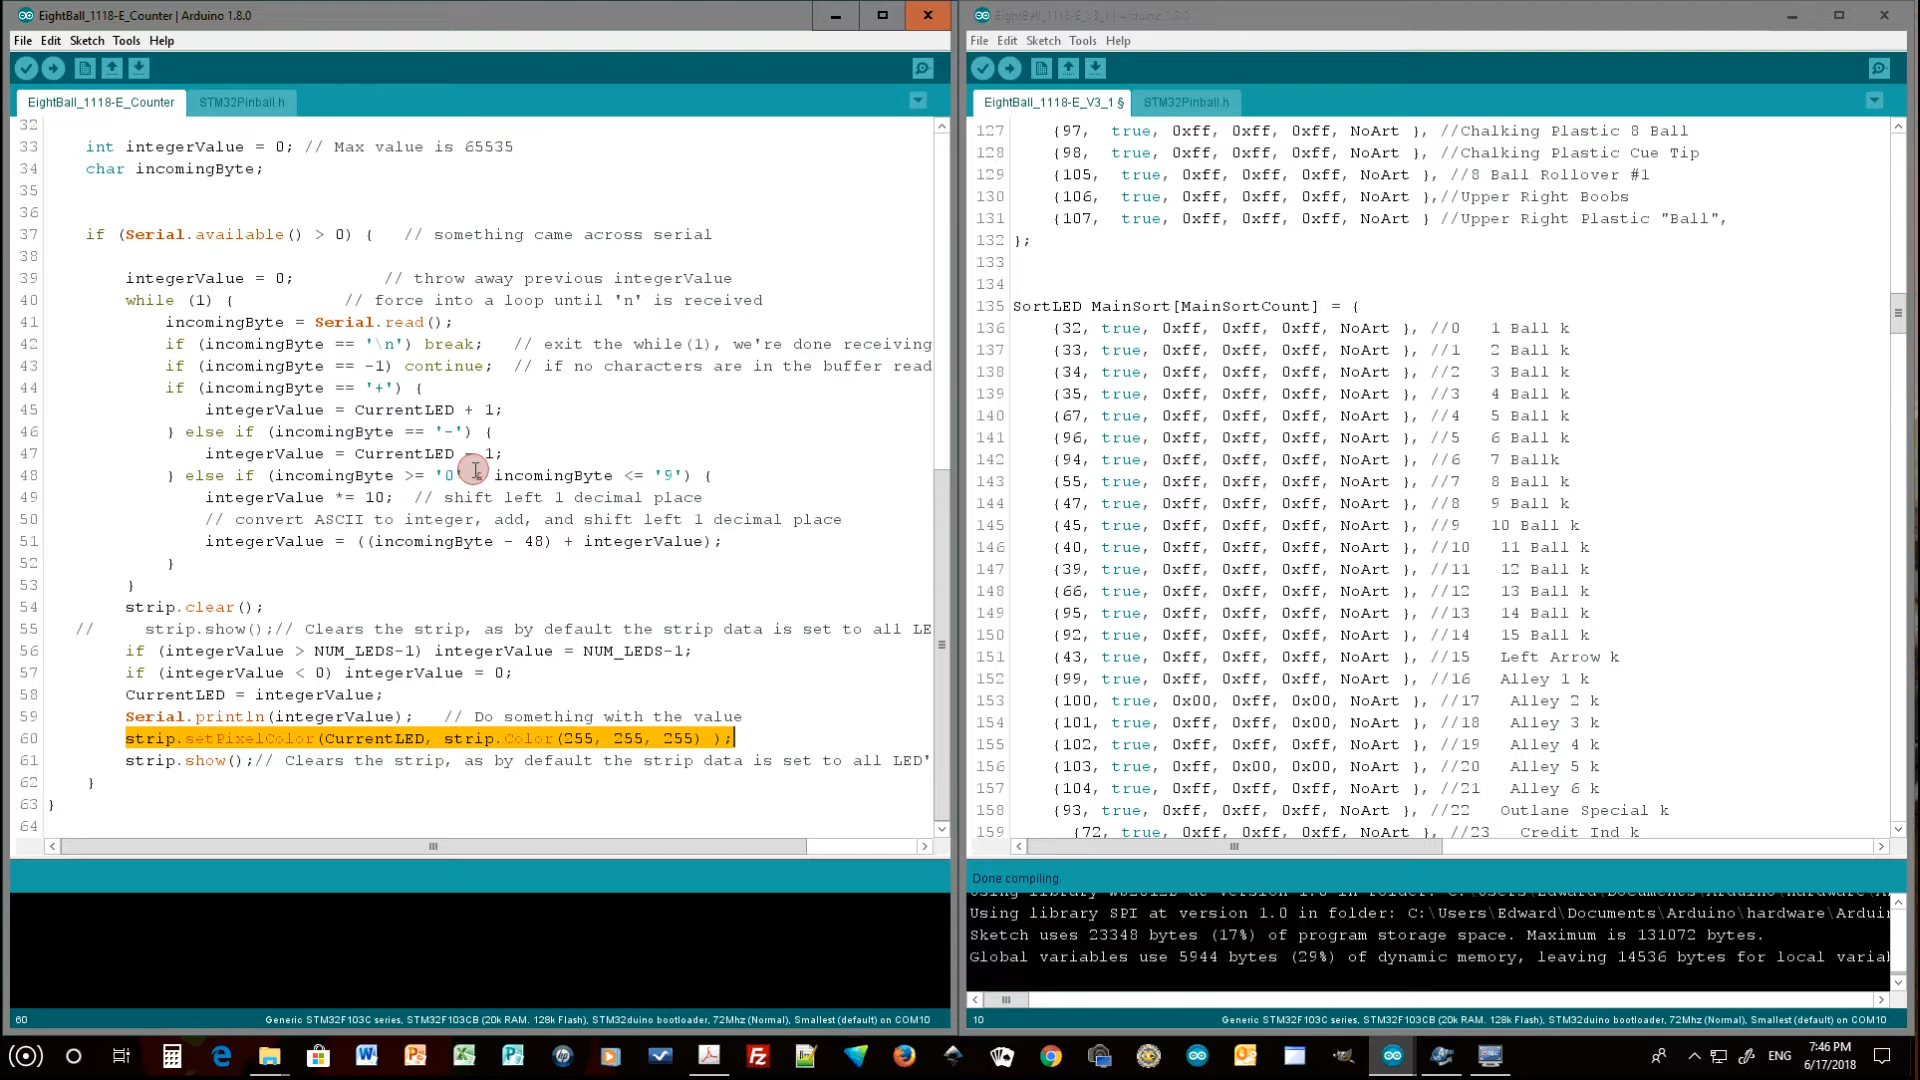 EightBall_1118-E_Counter | Arduino 1.8.0
File Edit Sketch Tools Help
EightBall_1118-E_Counter STM32Pinball.h
32
33 int integerValue = 0; // Max value is 65535
34 char incomingByte;
35
36
37 if (Serial.available() > 0) { // something came across serial
38
39 integerValue = 0; // throw away previous integerValue
40 while (1) { // force into a loop until 'n' is received
41 incomingByte = Serial.read();
42 if (incomingByte == '\n') break; // exit the while(1), we're done receiving
43 if (incomingByte == -1) continue; // if no characters are in the buffer read
44 if (incomingByte == '+') {
45 integerValue = CurrentLED + 1;
46 } else if (incomingByte == '-') {
47 integerValue = CurrentLED - 1;
48 } else if (incomingByte >= '0' incomingByte <= '9') {
49 integerValue *= 10; // shift left 1 decimal place
50 // convert ASCII to integer, add, and shift left 1 decimal place
51 integerValue = ((incomingByte - 48) + integerValue);
52 }
53 }
54 strip.clear();
55 // strip.show();// Clears the strip, as by default the strip data is set to all LE
56 if (integerValue > NUM_LEDS-1) integerValue = NUM_LEDS-1;
57 if (integerValue < 0) integerValue = 0;
58 CurrentLED = integerValue;
59 Serial.println(integerValue); // Do something with the value
60 strip.setPixelColor(CurrentLED, strip.Color(255, 255, 255) );
61 strip.show();// Clears the strip, as by default the strip data is set to all LED'
62 }
63 }
64
60 Generic STM32F103C series, STM32F103CB (20k RAM. 128k Flash), STM32duino bootloader, 72Mhz (Normal), Smallest (default) on COM10
EightBall_1118-E_V3_1 | Arduino 1.8.0
File Edit Sketch Tools Help
EightBall_1118-E_V3_1 § STM32Pinball.h
127 {97, true, 0xff, 0xff, 0xff, NoArt }, //Chalking Plastic 8 Ball
128 {98, true, 0xff, 0xff, 0xff, NoArt }, //Chalking Plastic Cue Tip
129 {105, true, 0xff, 0xff, 0xff, NoArt }, //8 Ball Rollover #1
130 {106, true, 0xff, 0xff, 0xff, NoArt },//Upper Right Boobs
131 {107, true, 0xff, 0xff, 0xff, NoArt } //Upper Right Plastic "Ball",
132 };
133
134
135 SortLED MainSort[MainSortCount] = {
136 {32, true, 0xff, 0xff, 0xff, NoArt }, //0 1 Ball k
137 {33, true, 0xff, 0xff, 0xff, NoArt }, //1 2 Ball k
138 {34, true, 0xff, 0xff, 0xff, NoArt }, //2 3 Ball k
139 {35, true, 0xff, 0xff, 0xff, NoArt }, //3 4 Ball k
140 {67, true, 0xff, 0xff, 0xff, NoArt }, //4 5 Ball k
141 {96, true, 0xff, 0xff, 0xff, NoArt }, //5 6 Ball k
142 {94, true, 0xff, 0xff, 0xff, NoArt }, //6 7 Ballk
143 {55, true, 0xff, 0xff, 0xff, NoArt }, //7 8 Ball k
144 {47, true, 0xff, 0xff, 0xff, NoArt }, //8 9 Ball k
145 {45, true, 0xff, 0xff, 0xff, NoArt }, //9 10 Ball k
146 {40, true, 0xff, 0xff, 0xff, NoArt }, //10 11 Ball k
147 {39, true, 0xff, 0xff, 0xff, NoArt }, //11 12 Ball k
148 {66, true, 0xff, 0xff, 0xff, NoArt }, //12 13 Ball k
149 {95, true, 0xff, 0xff, 0xff, NoArt }, //13 14 Ball k
150 {92, true, 0xff, 0xff, 0xff, NoArt }, //14 15 Ball k
151 {43, true, 0xff, 0xff, 0xff, NoArt }, //15 Left Arrow k
152 {99, true, 0xff, 0xff, 0xff, NoArt }, //16 Alley 1 k
153 {100, true, 0x00, 0xff, 0x00, NoArt }, //17 Alley 2 k
154 {101, true, 0xff, 0xff, 0xff, NoArt }, //18 Alley 3 k
155 {102, true, 0xff, 0xff, 0xff, NoArt }, //19 Alley 4 k
156 {103, true, 0xff, 0x00, 0x00, NoArt }, //20 Alley 5 k
157 {104, true, 0xff, 0xff, 0xff, NoArt }, //21 Alley 6 k
158 {93, true, 0xff, 0xff, 0xff, NoArt }, //22 Outlane Special k
159 {72, true, 0xff, 0xff, 0xff, NoArt }, //23 Credit Ind k
Done compiling.
Using library SPI at version 1.0 in folder: C:\Users\Edward\Documents\Arduino\hardware\Arduin
Sketch uses 23348 bytes (17%) of program storage space. Maximum is 131072 bytes.
Global variables use 5944 bytes (29%) of dynamic memory, leaving 14536 bytes for local varia
10 Generic STM32F103C series, STM32F103CB (20k RAM. 128k Flash), STM32duino bootloader, 72Mhz (Normal), Smallest (default) on COM10
ENG 7:46 PM
6/17/2018